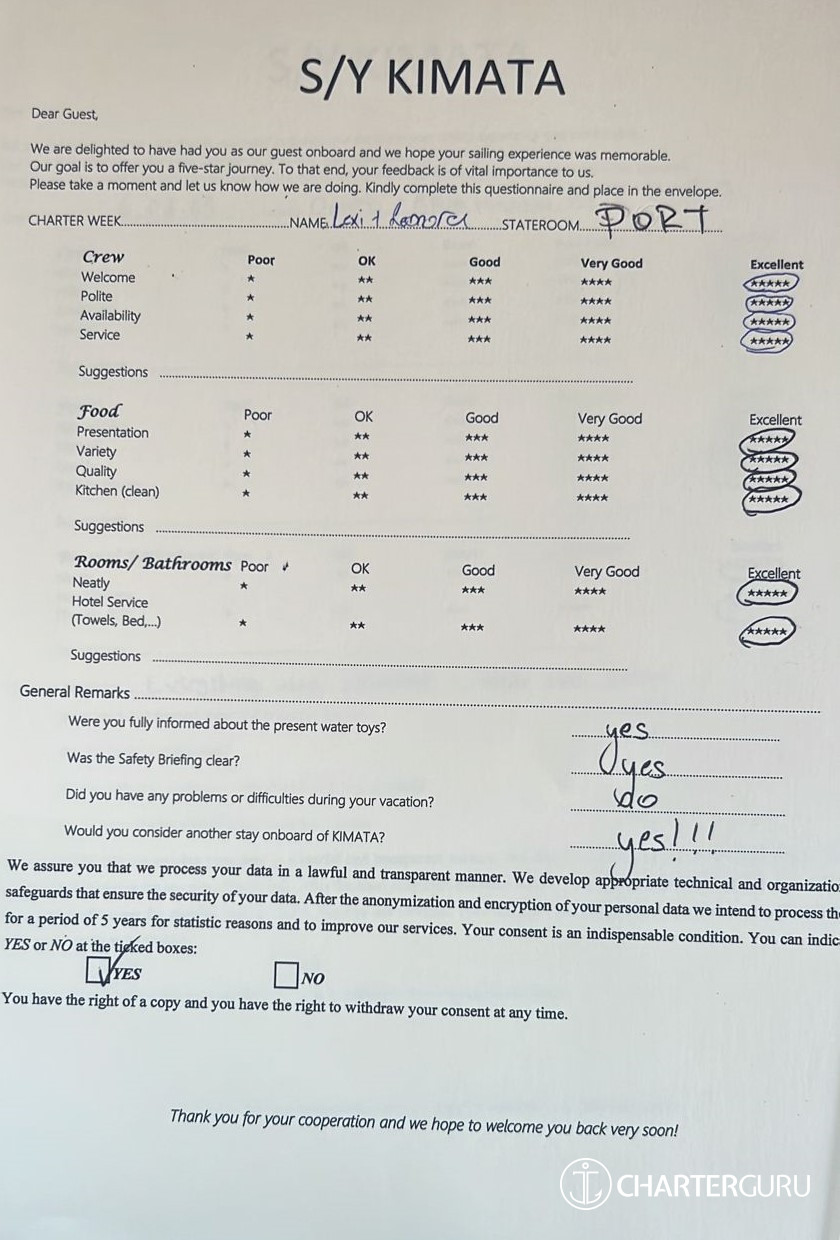 S/Y KIMATA
Dear Guest,
We are delighted to have had you as our guest onboard and we hope your sailing experience was memorable.
Our goal is to offer you a five-star journey. To that end, your feedback is of vital importance to us.
Please take a moment and let us know how we are doing. Kindly complete this questionnaire and place in the envelope.
CHARTER WEEK NAME Lexi + STATEROOM PORT
Crew Poor OK Good Very Good Excellent
Welcome ★ ★★ ★★★ ★★★★ ★★★★★
Polite ★ ★★ ★★★ ★★★★ ★★★★★
Availability ★ ★★ ★★★ ★★★★ ★★★★★
Service ★ ★★ ★★★ ★★★★ ★★★★★
Suggestions
Food Poor OK Good Very Good Excellent
Presentation ★ ★★ ★★★ ★★★★ ★★★★★
Variety ★ ★★ ★★★ ★★★★ ★★★★★
Quality ★ ★★ ★★★ ★★★★ ★★★★★
Kitchen (clean) ★ ★★ ★★★ ★★★★ ★★★★★
Suggestions
Rooms/ Bathrooms Poor OK Good Very Good Excellent
Neatly ★ ★★ ★★★ ★★★★ ★★★★★
Hotel Service
(Towels, Bed,...) ★ ★★ ★★★ ★★★★ ★★★★★
Suggestions
General Remarks
Were you fully informed about the present water toys? yes
Was the Safety Briefing clear? yes
Did you have any problems or difficulties during your vacation? No
Would you consider another stay onboard of KIMATA? yes!!!
We assure you that we process your data in a lawful and transparent manner. We develop appropriate technical and organizatio
safeguards that ensure the security of your data. After the anonymization and encryption of your personal data we intend to process th
for a period of 5 years for statistic reasons and to improve our services. Your consent is an indispensable condition. You can indic
YES or NO at the ticked boxes:
YES NO
You have the right of a copy and you have the right to withdraw your consent at any time.
Thank you for your cooperation and we hope to welcome you back very soon!
CHARTERGURU